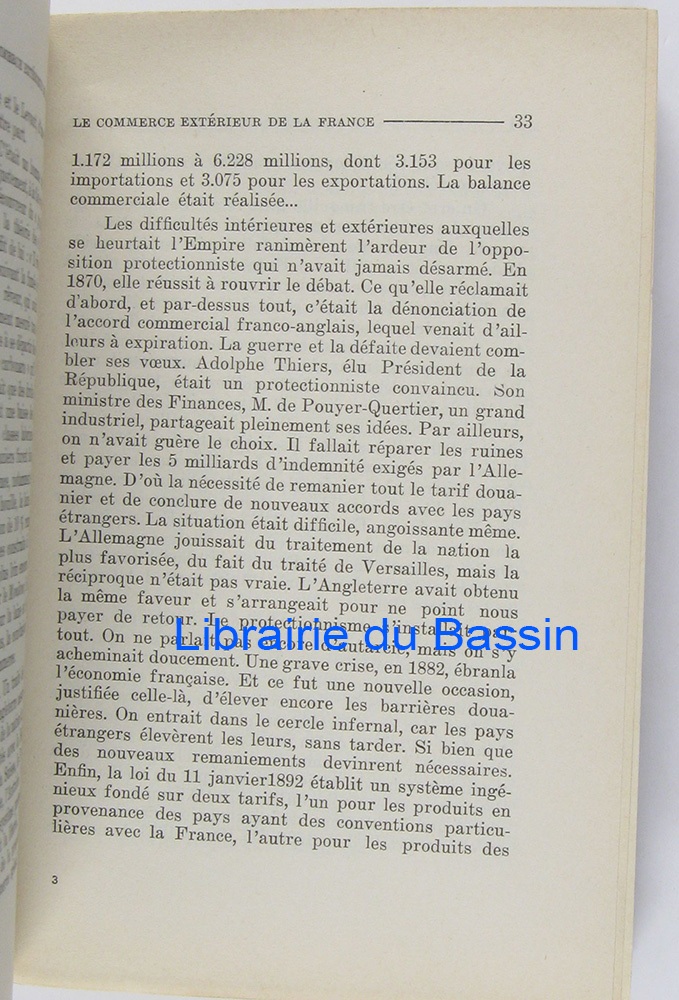 LE COMMERCE EXTÉRIEUR DE LA FRANCE 33
1.172 millions à 6.228 millions, dont 3.153 pour les
importations et 3.075 pour les exportations. La balance
commerciale était réalisée...
Les difficultés intérieures et extérieures auxquelles
se heurtait l'Empire ranimèrent l'ardeur de l'oppo-
sition protectionniste qui n'avait jamais désarmé. En
1870, elle réussit à rouvrir le débat. Ce qu'elle réclamait
d'abord, et par-dessus tout, c'était la dénonciation de
l'accord commercial franco-anglais, lequel venait d'ail-
leurs à expiration. La guerre et la défaite devaient com-
bler ses vœux. Adolphe Thiers, élu Président de la
République, était un protectionniste convaincu. Son
ministre des Finances, M. de Pouyer-Quertier, un grand
industriel, partageait pleinement ses idées. Par ailleurs,
on n'avait guère le choix. Il fallait réparer les ruines
et payer les 5 milliards d'indemnité exigés par l'Alle-
magne. D'où la nécessité de remanier tout le tarif doua-
nier et de conclure de nouveaux accords avec les pays
étrangers. La situation était difficile, angoissante même.
L'Allemagne jouissait du traitement de la nation la
plus favorisée, du fait du traité de Versailles, mais la
réciproque n'était pas vraie. L'Angleterre avait obtenu
la même faveur et s'arrangeait pour ne point nous
payer de retour. Le protectionnisme
Librairie du Bassin
tout. On ne parlait pas encore d'autarcie, mais on s'y
acheminait doucement. Une grave crise, en 1882, ébranla
l'économie française. Et ce fut une nouvelle occasion,
justifiée celle-là, d'élever encore les barrières doua-
nières. On entrait dans le cercle infernal, car les pays
étrangers élevèrent les leurs, sans tarder. Si bien que
des nouveaux remaniements devinrent nécessaires.
Enfin, la loi du 11 janvier1892 établit un système ingé-
nieux fondé sur deux tarifs, l'un pour les produits en
provenance des pays ayant des conventions particu-
lières avec la France, l'autre pour les produits des
3